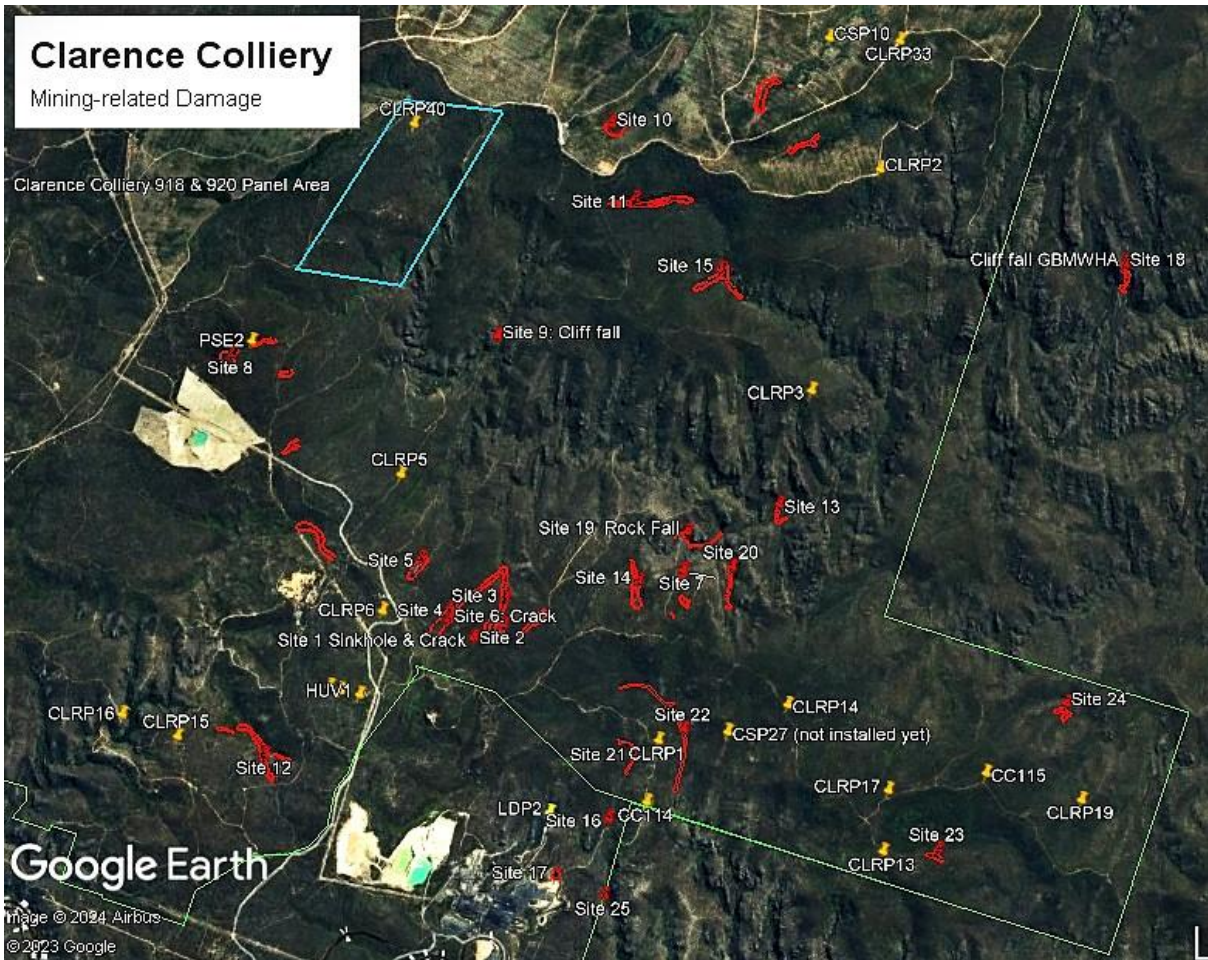 Clarence Colliery
Mining-related Damage
CSP10
CLRP33
CLRP40
Site 10
CLRP2
Clarence Colliery 918 & 920 Panel Area
Site 11
Site 15
Cliff fall GBMWHA
Site 18
Site 9: Cliff fall
PSE2
Site 8
CLRP3
CLRP5
Site 13
Site 19 Rock Fall
Site 20
Site 5
Site 14
Site 7
Site 3
CLRP6
Site 4
Site 6: Crack
Site 1 Sinkhole & Crack
Site 2
HUV1
CLRP16
CLRP15
Site 12
Site 24
CLRP14
Site 22
CSP27 (not installed yet)
Site 21
CLRP1
CC115
CLRP17
CLRP19
LDP2
Site 16
CC114
Site 23
CLRP13
Site 17
Site 25
Google Earth
mage © 2024 Airbus
© 2023 Google